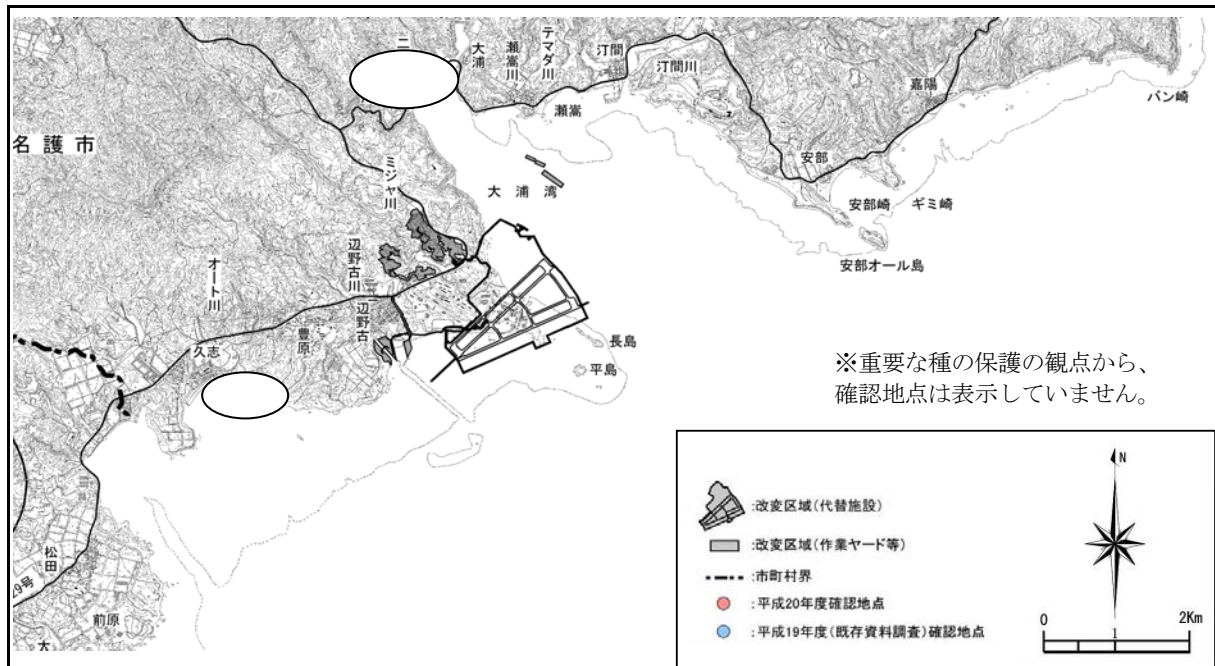 二
大浦
瀬嵩川
テマダ川
汀間
汀間川
嘉陽
バン崎
瀬嵩
名護市
ミジャ川
大浦湾
安部
安部崎
ギミ崎
安部オール島
辺野古川
オート川
辺野古
豊原
久志
長島
平島
※重要な種の保護の観点から、
確認地点は表示していません。
松田
29号
前原
大
:改変区域(代替施設)
:改変区域(作業ヤード等)
:市町村界
:平成20年度確認地点
:平成19年度(既存資料調査)確認地点
N
0 1 2Km